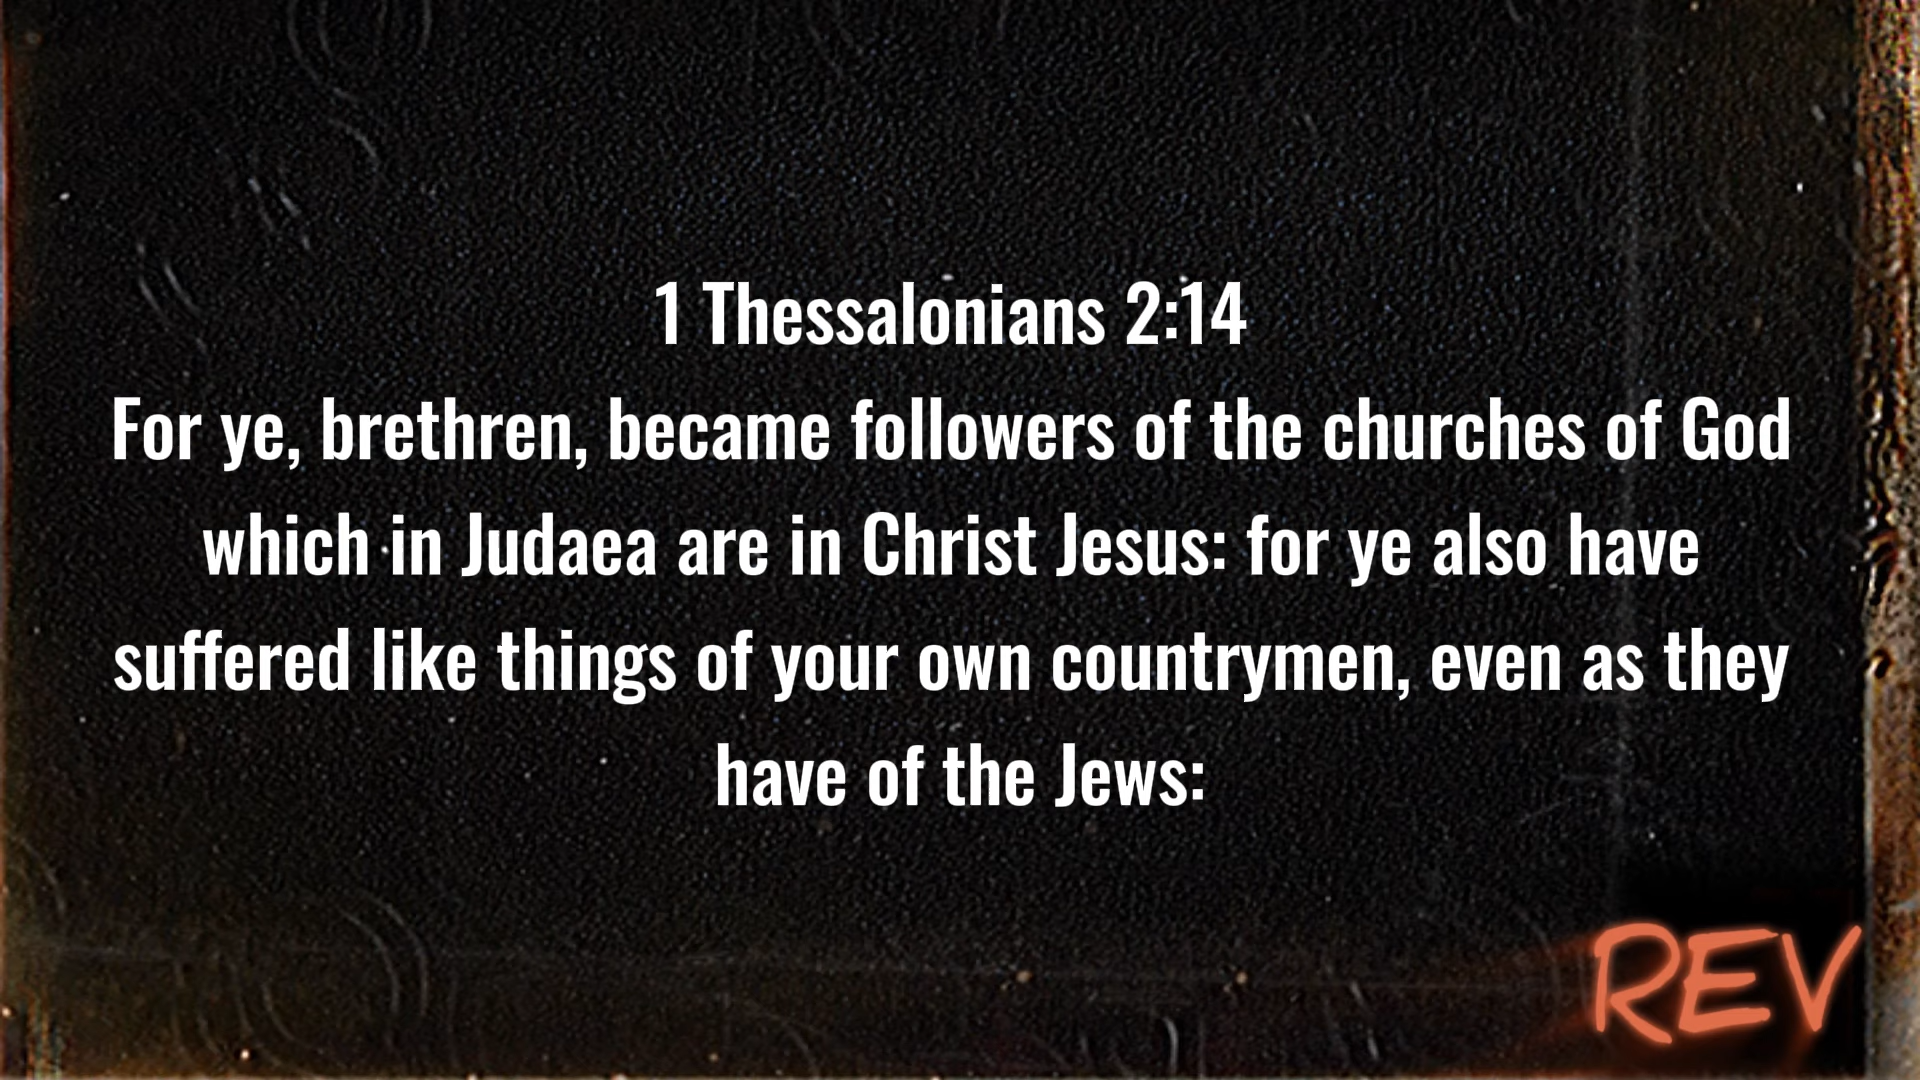 1 Thessalonians 2:14
For ye, brethren, became followers of the churches of God
which in Judaea are in Christ Jesus: for ye also have
suffered like things of your own countrymen, even as they
have of the Jews:
REV